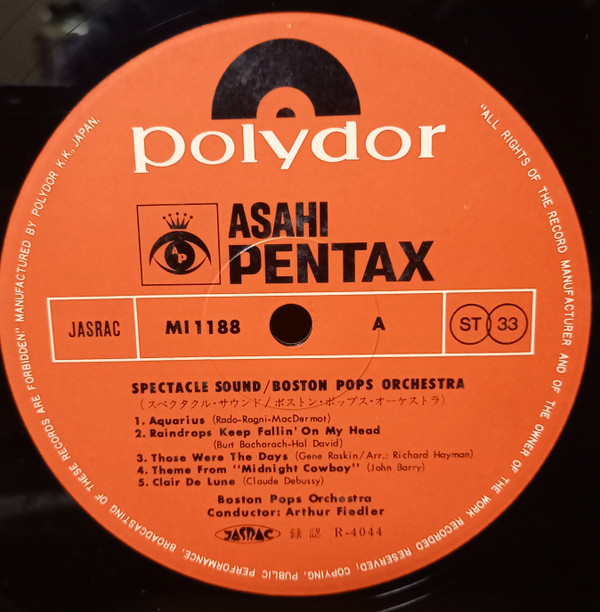 polydor
P
ASAHI
PENTAX
JASRAC
MI 1188
A
ST 33
SPECTACLE SOUND/BOSTON POPS ORCHESTRA
(スペクタクル・サウンド/ボストン・ポップス・オーケストラ)
1. Aquarius (Rado-Ragni-MacDermot)
2. Raindrops Keep Fallin' On My Head
(Burt Bacharach-Hal David)
3. Those Were The Days (Gene Raskin/Arr.: Richard Hayman)
4. Theme From "Midnight Cowboy" (John Barry)
5. Clair De Lune (Claude Debussy)
Boston Pops Orchestra
Conductor: Arthur Fiedler
JASRAC 録認 R-4044
"ALL RIGHTS OF THE RECORD MANUFACTURER AND OF THE OWNER OF THE WORK RECORDED RESERVED; COPYING, PUBLIC PERFORMANCE, BROADCASTING OF THESE RECORDS ARE FORBIDDEN" MANUFACTURED BY POLYDOR K.K., JAPAN.